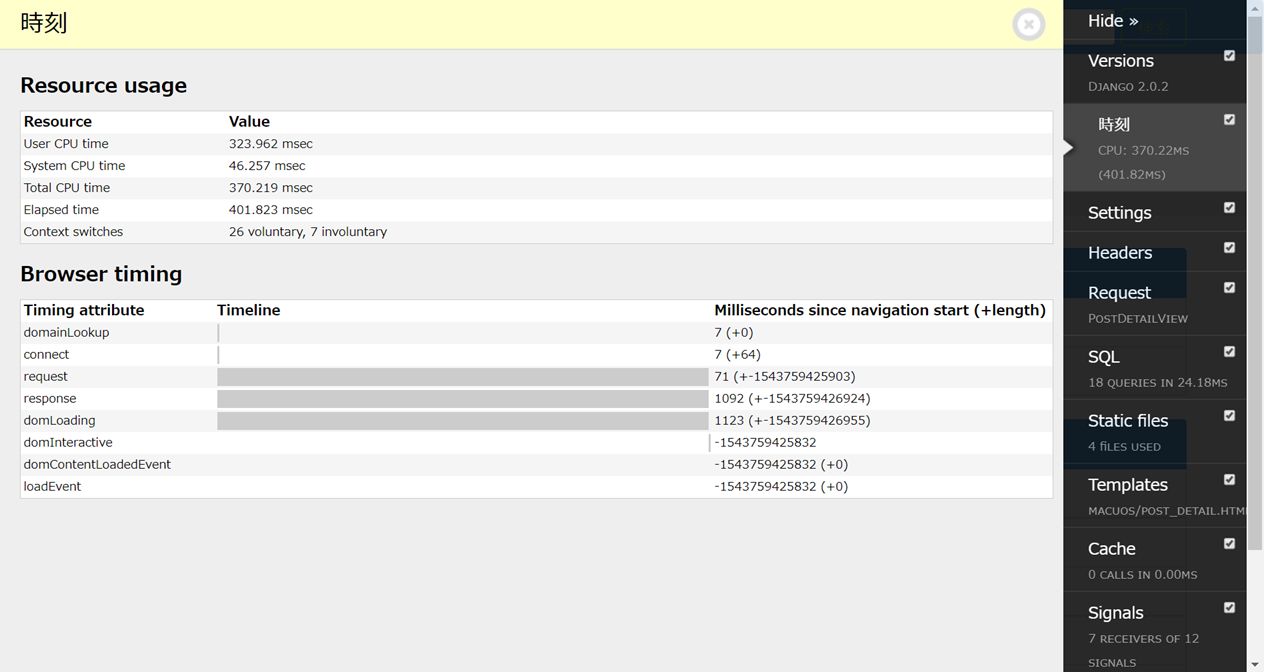 時刻
Resource usage
Resource Value
User CPU time 323.962 msec
System CPU time 46.257 msec
Total CPU time 370.219 msec
Elapsed time 401.823 msec
Context switches 26 voluntary, 7 involuntary
Browser timing
Timing attribute Timeline Milliseconds since navigation start (+length)
domainLookup 7 (+0)
connect 7 (+64)
request 71 (+-1543759425903)
response 1092 (+-1543759426924)
domLoading 1123 (+-1543759426955)
domInteractive -1543759425832
domContentLoadedEvent -1543759425832 (+0)
loadEvent -1543759425832 (+0)
Hide »
Versions
Django 2.0.2
時刻
CPU: 370.22ms
(401.82ms)
Settings
Headers
Request
PostDetailView
SQL
18 queries in 24.18ms
Static files
4 files used
Templates
macuos/post_detail.htm
Cache
0 calls in 0.00ms
Signals
7 receivers of 12
signals